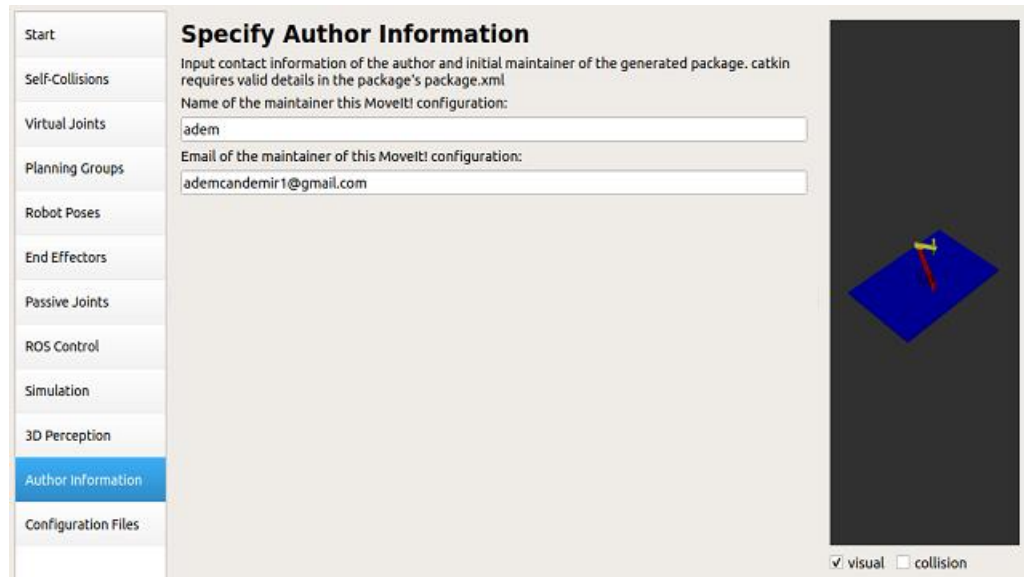 Start
Self-Collisions
Virtual Joints
Planning Groups
Robot Poses
End Effectors
Passive Joints
ROS Control
Simulation
3D Perception
Author Information
Configuration Files
Specify Author Information
Input contact information of the author and initial maintainer of the generated package. catkin
requires valid details in the package's package.xml
Name of the maintainer this MoveIt! configuration:
adem
Email of the maintainer of this MoveIt! configuration:
ademcandemir1@gmail.com
visual
collision